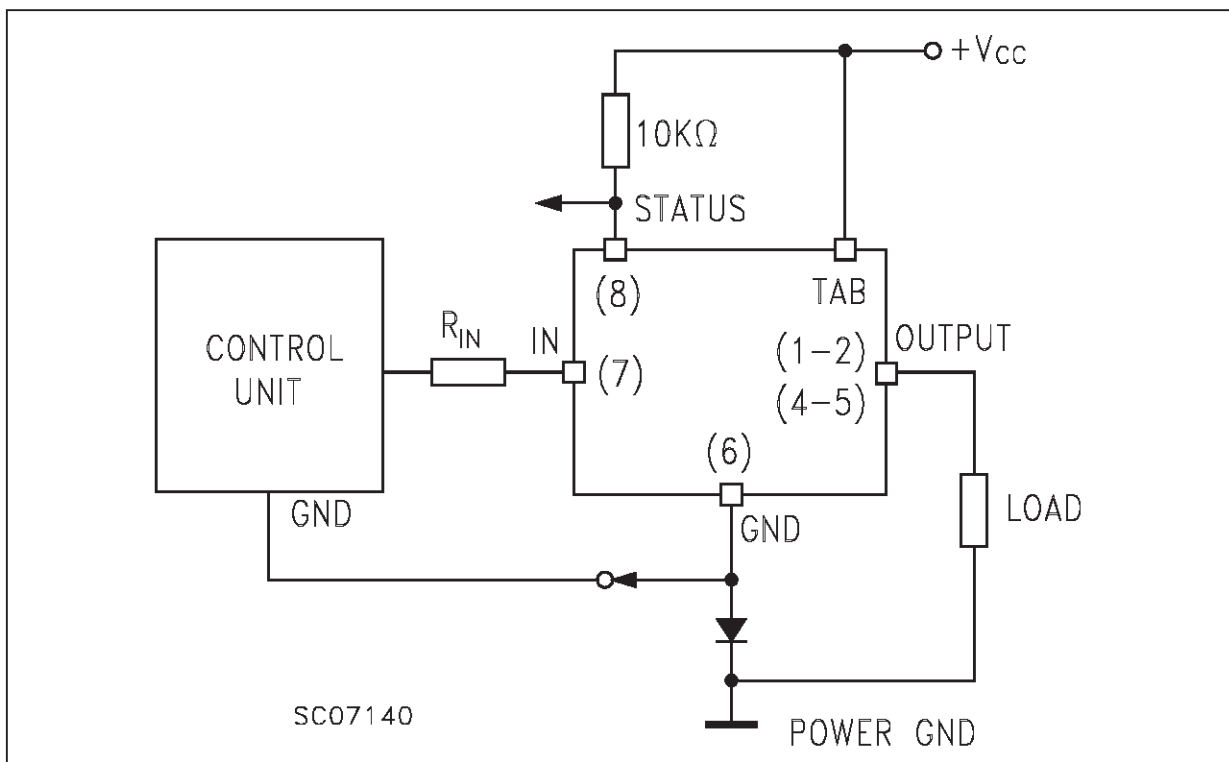 +VCC
10KΩ
STATUS
(8)
TAB
CONTROL
UNIT
RIN
IN
(7)
(1-2)
(4-5)
OUTPUT
(6)
GND
GND
LOAD
SC07140
POWER GND